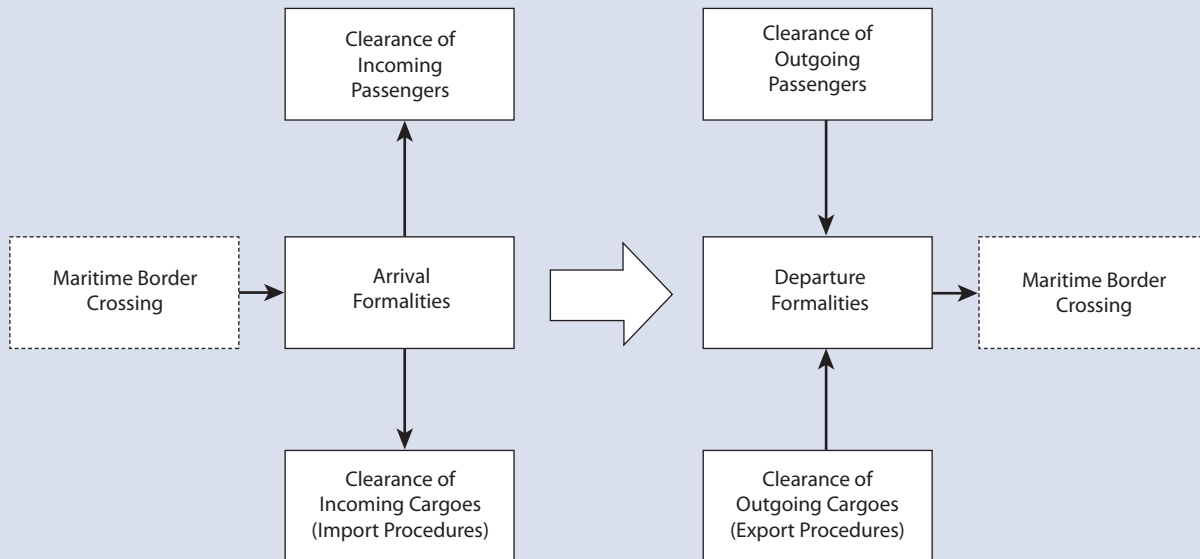 Clearance of
Incoming
Passengers
Clearance of
Outgoing
Passengers
Maritime Border
Crossing
Arrival
Formalities
Departure
Formalities
Maritime Border
Crossing
Clearance of
Incoming Cargoes
(Import Procedures)
Clearance of
Outgoing Cargoes
(Export Procedures)